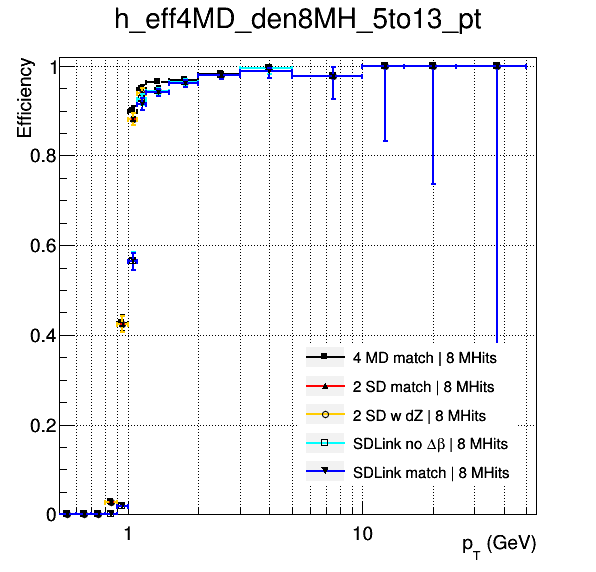 h_eff4MD_den8MH_5to13_pt
Efficiency
1
0.8
0.6
0.4
0.2
0
4 MD match | 8 MHits
2 SD match | 8 MHits
2 SD w dZ | 8 MHits
SDLink no Δβ | 8 MHits
SDLink match | 8 MHits
1
10
p_T (GeV)